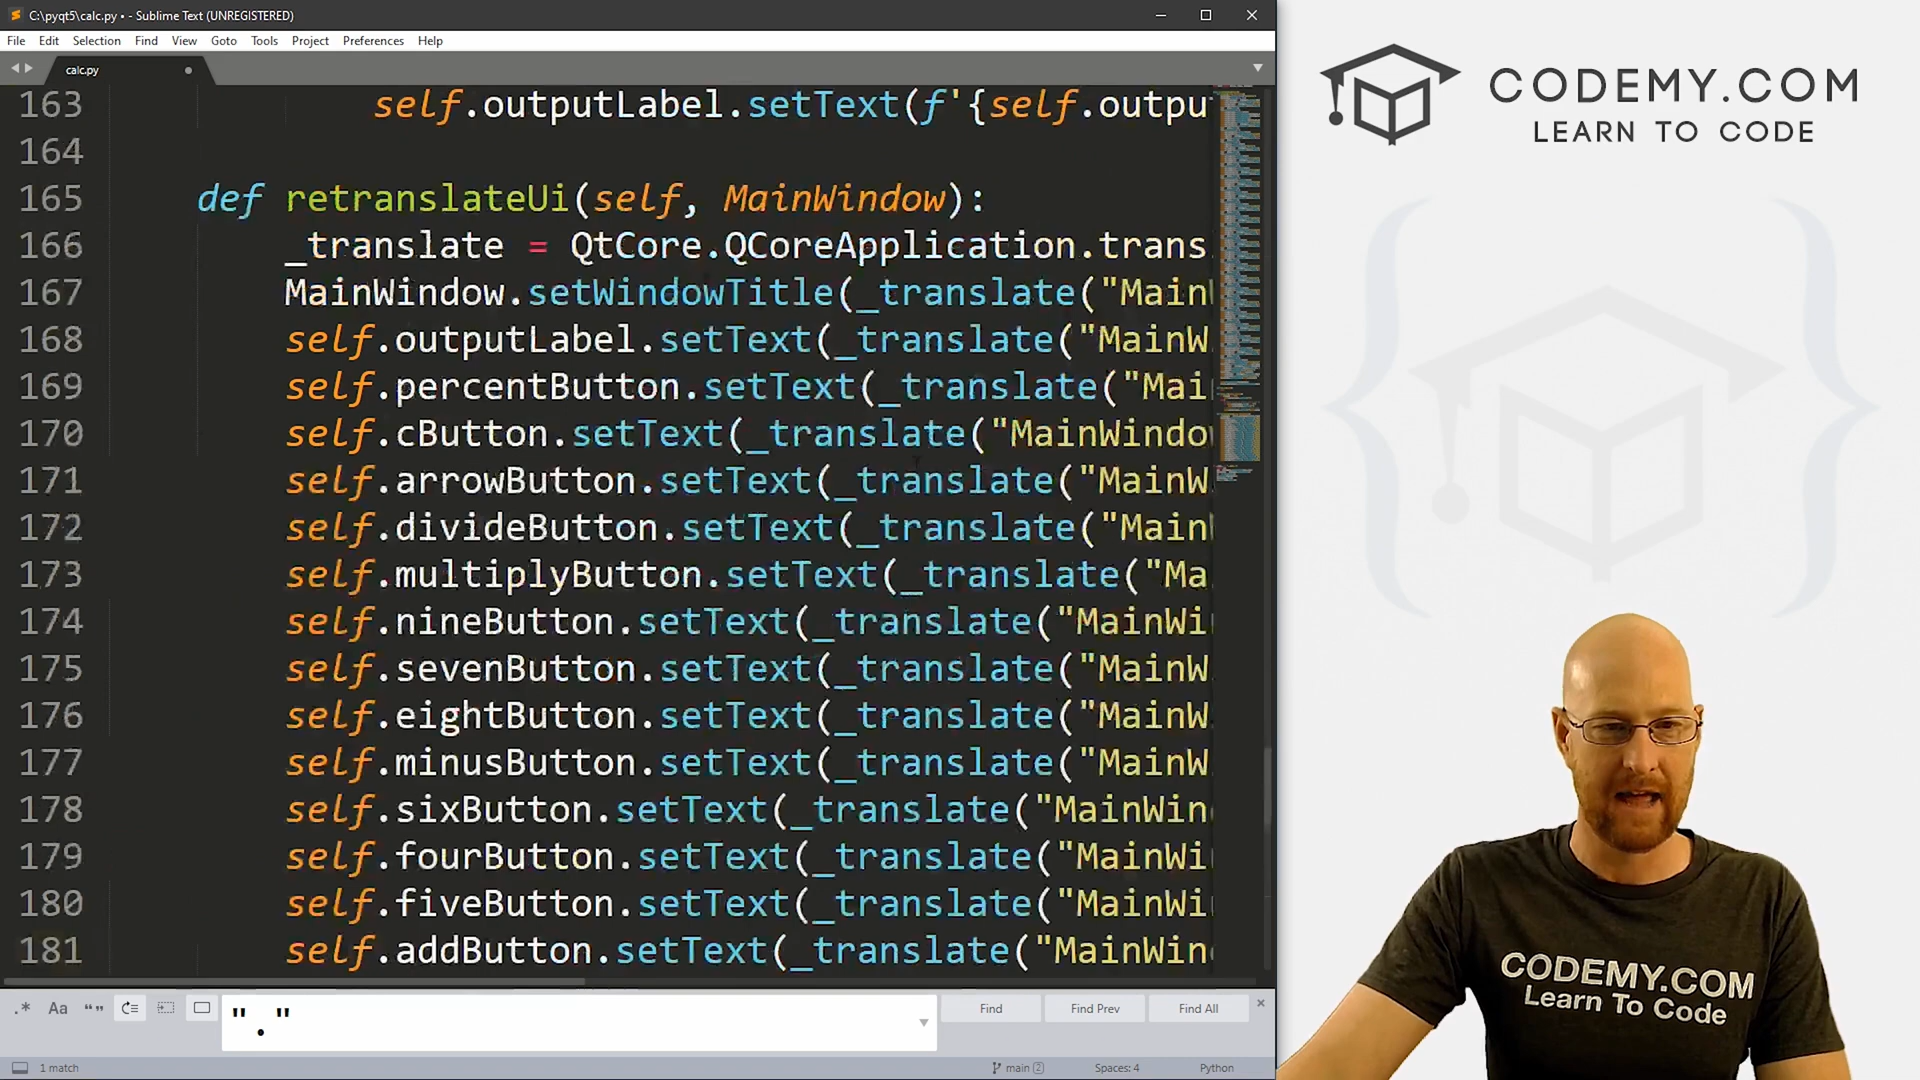 C:\pyqt5\calc.py • - Sublime Text (UNREGISTERED)
File Edit Selection Find View Goto Tools Project Preferences Help
calc.py
163 self.outputLabel.setText(f'{self.outpu
164
165 def retranslateUi(self, MainWindow):
166 _translate = QtCore.QCoreApplication.trans
167 MainWindow.setWindowTitle(_translate("Main
168 self.outputLabel.setText(_translate("MainW
169 self.percentButton.setText(_translate("Mai
170 self.cButton.setText(_translate("MainWindo
171 self.arrowButton.setText(_translate("MainW
172 self.divideButton.setText(_translate("Main
173 self.multiplyButton.setText(_translate("Ma
174 self.nineButton.setText(_translate("MainWi
175 self.sevenButton.setText(_translate("MainW
176 self.eightButton.setText(_translate("MainW
177 self.minusButton.setText(_translate("MainW
178 self.sixButton.setText(_translate("MainWin
179 self.fourButton.setText(_translate("MainWi
180 self.fiveButton.setText(_translate("MainWi
181 self.addButton.setText(_translate("MainWin
.* Aa “” "." Find Find Prev Find All
1 match main 2 Spaces: 4 Python
CODEMY.COM
LEARN TO CODE
CODEMY.COM
Learn To Code